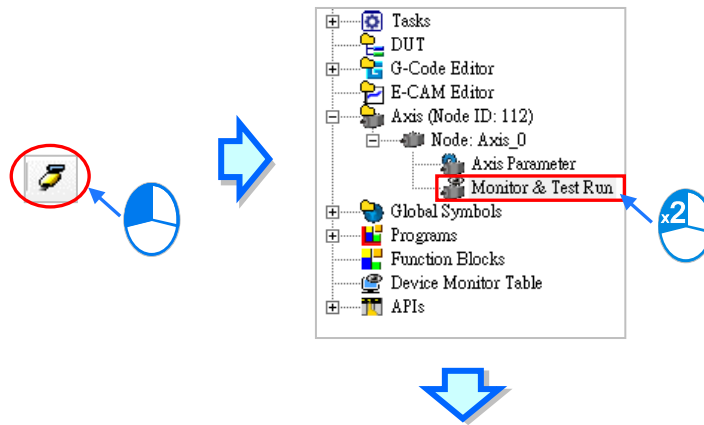 Tasks
DUT
G-Code Editor
E-CAM Editor
Axis (Node ID: 112)
Node: Axis_0
Axis Parameter
Monitor & Test Run
x2
Global Symbols
Programs
Function Blocks
Device Monitor Table
APIs